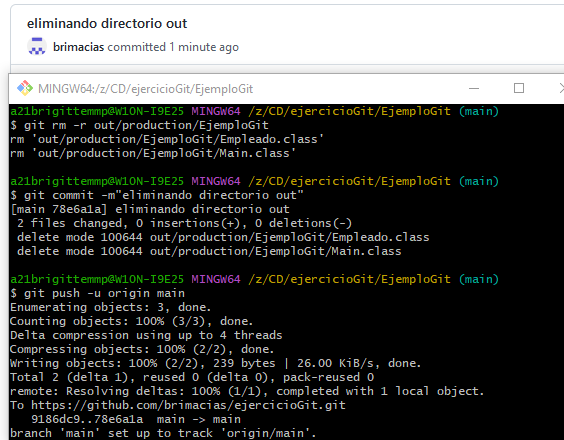 eliminando directorio out
brimacias committed 1 minute ago
MINGW64:/z/CD/ejercicioGit/EjemploGit
a21brigittemmp@W10N-I9E25 MINGW64 /z/CD/ejercicioGit/EjemploGit (main)
$ git rm -r out/production/EjemploGit
rm 'out/production/EjemploGit/Empleado.class'
rm 'out/production/EjemploGit/Main.class'
a21brigittemmp@W10N-I9E25 MINGW64 /z/CD/ejercicioGit/EjemploGit (main)
$ git commit -m"eliminando directorio out"
[main 78e6a1a] eliminando directorio out
2 files changed, 0 insertions(+), 0 deletions(-)
delete mode 100644 out/production/EjemploGit/Empleado.class
delete mode 100644 out/production/EjemploGit/Main.class
a21brigittemmp@W10N-I9E25 MINGW64 /z/CD/ejercicioGit/EjemploGit (main)
$ git push -u origin main
Enumerating objects: 3, done.
Counting objects: 100% (3/3), done.
Delta compression using up to 4 threads
Compressing objects: 100% (2/2), done.
Writing objects: 100% (2/2), 239 bytes | 26.00 KiB/s, done.
Total 2 (delta 1), reused 0 (delta 0), pack-reused 0
remote: Resolving deltas: 100% (1/1), completed with 1 local object.
To https://github.com/brimacias/ejercicioGit.git
9186dc9..78e6a1a  main -> main
branch 'main' set up to track 'origin/main'.